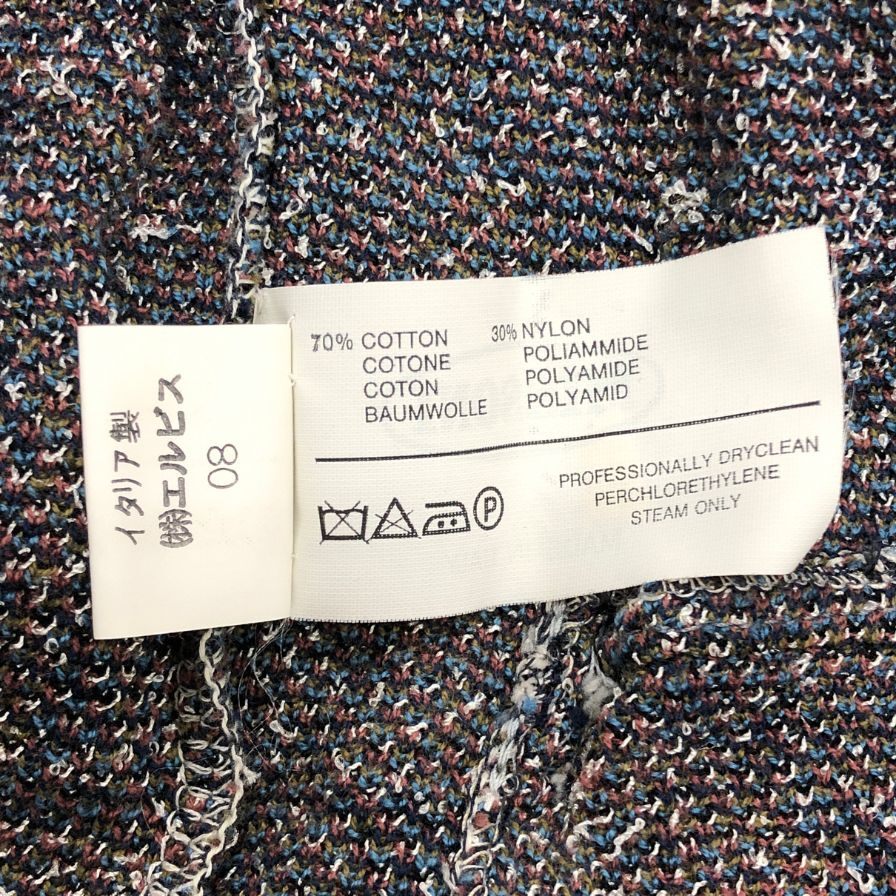 イタリア製
㈱エルビス
08
70% COTTON 30% NYLON
COTONE POLIAMMIDE
COTON POLYAMIDE
BAUMWOLLE POLYAMID
P
PROFESSIONALLY DRYCLEAN
PERCHLORETHYLENE
STEAM ONLY